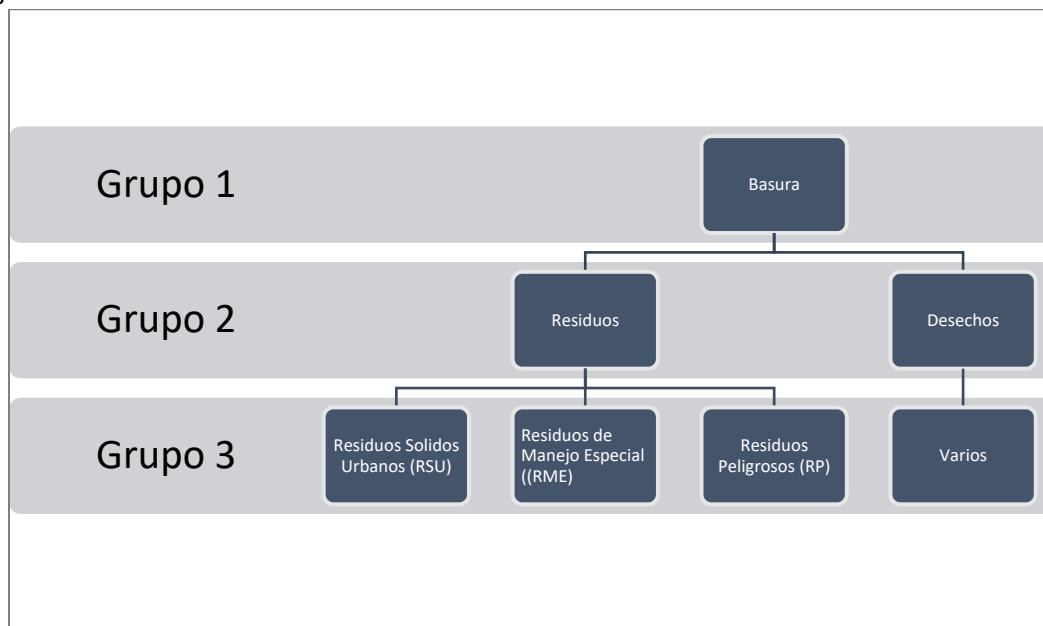 Grupo 1
Basura
Grupo 2
Residuos
Desechos
Grupo 3
Residuos Solidos
Urbanos (RSU)
Residuos de
Manejo Especial
((RME)
Residuos
Peligrosos (RP)
Varios